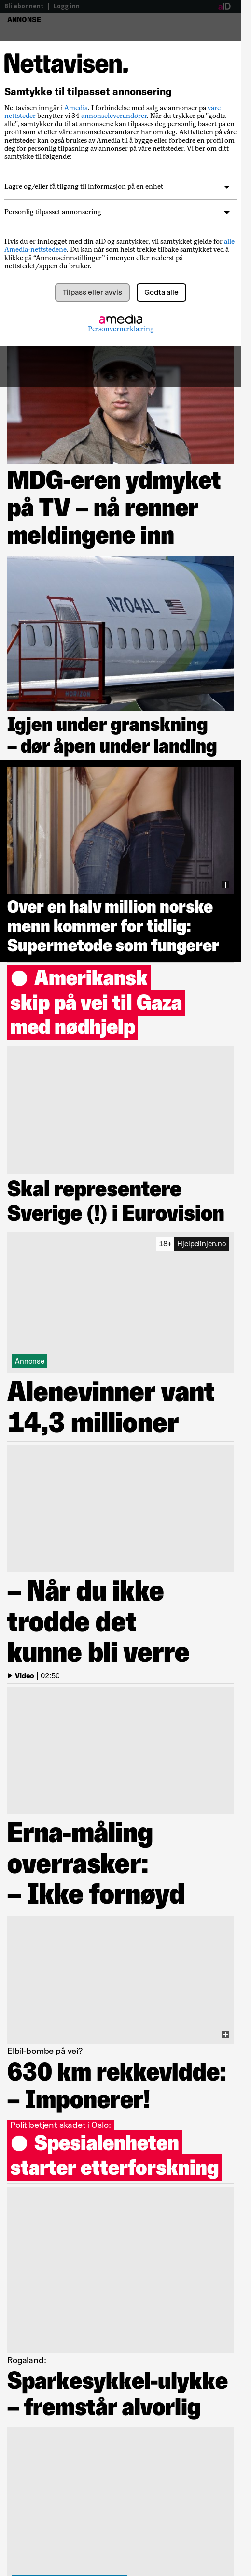 Bli abonnent | Logg inn
aID
ANNONSE
Nettavisen.
Samtykke til tilpasset annonsering
Nettavisen inngår i Amedia. I forbindelse med salg av annonser på våre
nettsteder benytter vi 34 annonseleverandører. Når du trykker på "godta
alle", samtykker du til at annonsene kan tilpasses deg personlig basert på en
profil som vi eller våre annonseleverandører har om deg. Aktiviteten på våre
nettsteder kan også brukes av Amedia til å bygge eller forbedre en profil om
deg for personlig tilpasning av annonser på våre nettsteder. Vi ber om ditt
samtykke til følgende:
Lagre og/eller få tilgang til informasjon på en enhet
Personlig tilpasset annonsering
Hvis du er innlogget med din aID og samtykker, vil samtykket gjelde for alle
Amedia-nettstedene. Du kan når som helst trekke tilbake samtykket ved å
klikke på “Annonseinnstillinger” i menyen eller nederst på
nettstedet/appen du bruker.
Tilpass eller avvis
Godta alle
amedia
Personvernerklæring
MDG-eren ydmyket
på TV – nå renner
meldingene inn
N704AL
Igjen under granskning
– dør åpen under landing
Over en halv million norske
menn kommer for tidlig:
Supermetode som fungerer
Amerikansk
skip på vei til Gaza
med nødhjelp
Skal representere
Sverige (!) i Eurovision
18+ Hjelpelinjen.no
Annonse
Alenevinner vant
14,3 millioner
– Når du ikke
trodde det
kunne bli verre
Video | 02:50
Erna-måling
overrasker:
– Ikke fornøyd
Elbil-bombe på vei?
630 km rekkevidde:
– Imponerer!
Politibetjent skadet i Oslo:
Spesialenheten
starter etterforskning
Rogaland:
Sparkesykkel-ulykke
– fremstår alvorlig